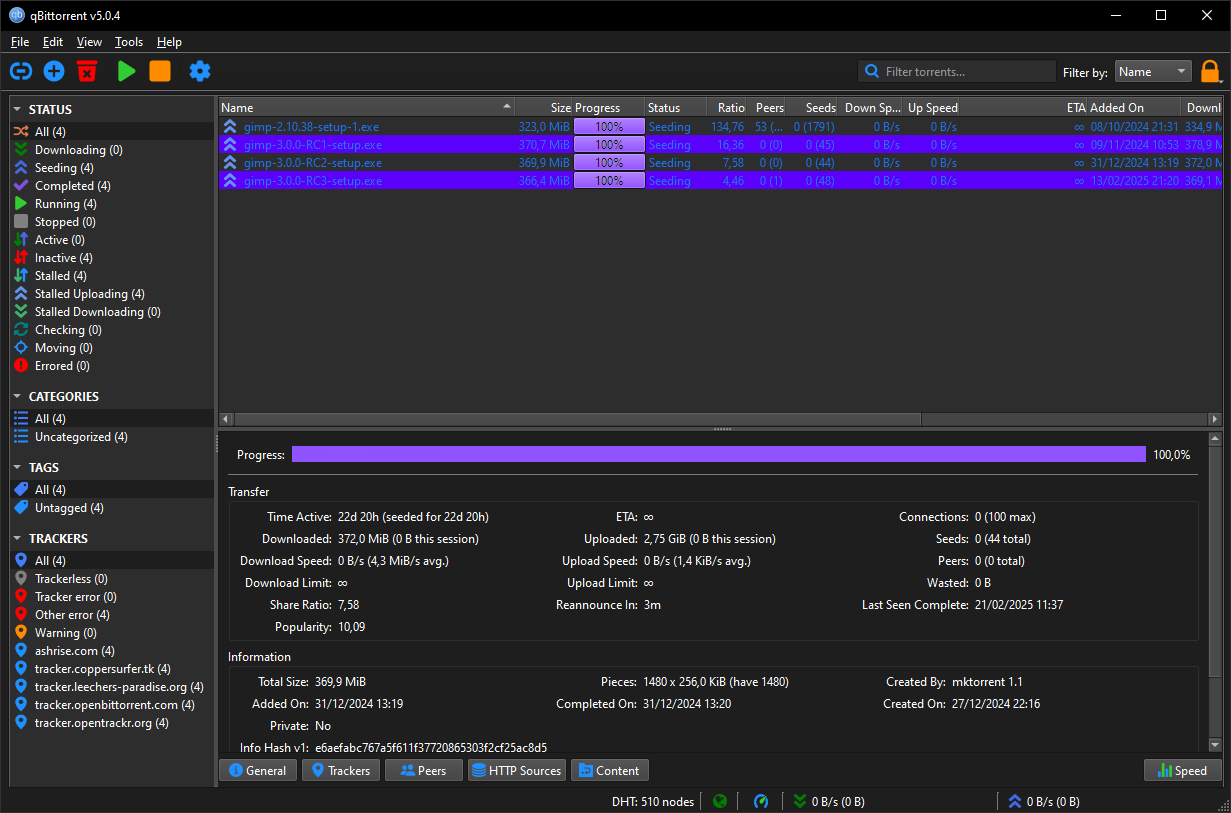 qBittorrent v5.0.4
File Edit View Tools Help
Filter torrents... Filter by: Name
STATUS
All (4)
Downloading (0)
Seeding (4)
Completed (4)
Running (4)
Stopped (0)
Active (0)
Inactive (4)
Stalled (4)
Stalled Uploading (4)
Stalled Downloading (0)
Checking (0)
Moving (0)
Errored (0)
CATEGORIES
All (4)
Uncategorized (4)
TAGS
All (4)
Untagged (4)
TRACKERS
All (4)
Trackerless (0)
Tracker error (0)
Other error (4)
Warning (0)
ashrise.com (4)
tracker.coppersurfer.tk (4)
tracker.leechers-paradise.org (4)
tracker.openbittorrent.com (4)
tracker.opentrackr.org (4)
Name Size Progress Status Ratio Peers Seeds Down Sp... Up Speed ETA Added On Downl
gimp-2.10.38-setup-1.exe 323,0 MiB 100% Seeding 134,76 53 (... 0 (1791) 0 B/s 0 B/s ∞ 08/10/2024 21:31 334,9 M
gimp-3.0.0-RC1-setup.exe 370,7 MiB 100% Seeding 16,36 0 (0) 0 (45) 0 B/s 0 B/s ∞ 09/11/2024 10:53 378,9 M
gimp-3.0.0-RC2-setup.exe 369,9 MiB 100% Seeding 7,58 0 (0) 0 (44) 0 B/s 0 B/s ∞ 31/12/2024 13:19 372,0 M
gimp-3.0.0-RC3-setup.exe 366,4 MiB 100% Seeding 4,46 0 (1) 0 (48) 0 B/s 0 B/s ∞ 13/02/2025 21:20 369,1 M
Progress: 100,0%
Transfer
Time Active: 22d 20h (seeded for 22d 20h) ETA: ∞ Connections: 0 (100 max)
Downloaded: 372,0 MiB (0 B this session) Uploaded: 2,75 GiB (0 B this session) Seeds: 0 (44 total)
Download Speed: 0 B/s (4,3 MiB/s avg.) Upload Speed: 0 B/s (1,4 KiB/s avg.) Peers: 0 (0 total)
Download Limit: ∞ Upload Limit: ∞ Wasted: 0 B
Share Ratio: 7,58 Reannounce In: 3m Last Seen Complete: 21/02/2025 11:37
Popularity: 10,09
Information
Total Size: 369,9 MiB Pieces: 1480 x 256,0 KiB (have 1480) Created By: mktorrent 1.1
Added On: 31/12/2024 13:19 Completed On: 31/12/2024 13:20 Created On: 27/12/2024 22:16
Private: No
Info Hash v1: e6aefabc767a5f611f37720865303f2cf25ac8d5
General Trackers Peers HTTP Sources Content Speed
DHT: 510 nodes 0 B/s (0 B) 0 B/s (0 B)